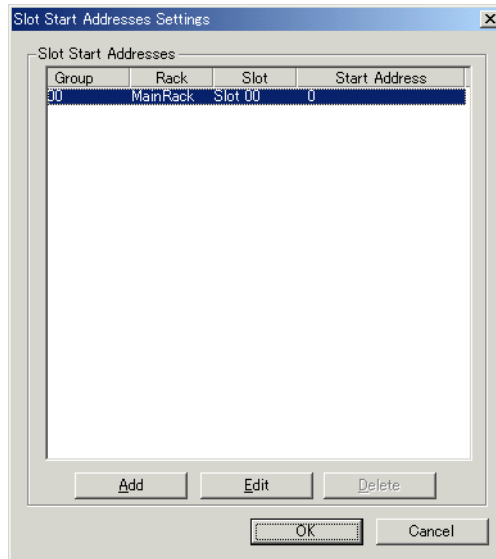 Slot Start Addresses Settings
Slot Start Addresses
Group Rack Slot Start Address
00 MainRack Slot 00 0
Add Edit Delete
OK Cancel